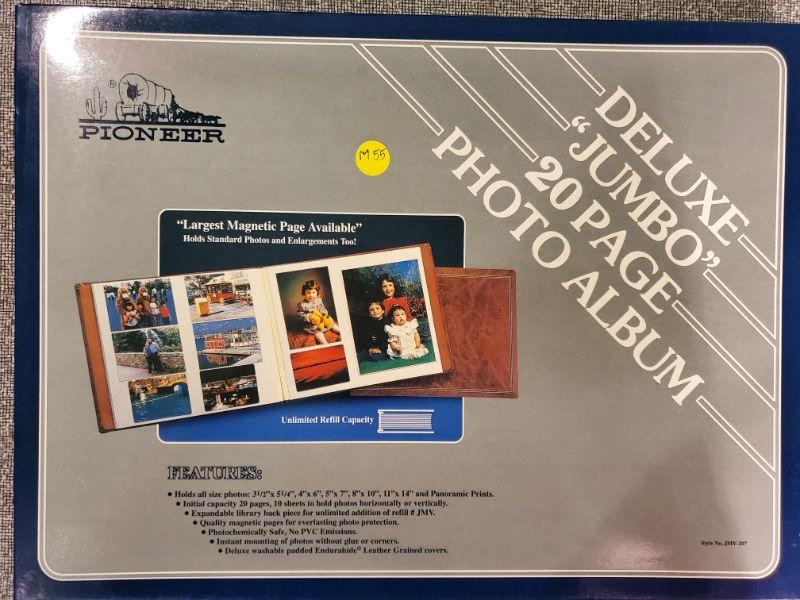 PIONEER
®
M 55
DELUXE
"JUMBO"
20 PAGE
PHOTO ALBUM
"Largest Magnetic Page Available"
Holds Standard Photos and Enlargements Too!
Unlimited Refill Capacity
FEATURES:
• Holds all size photos: 3 1/2"x 5 1/4", 4"x 6", 5"x 7", 8"x 10", 11"x 14" and Panoramic Prints.
• Initial capacity 20 pages, 10 sheets to hold photos horizontally or vertically.
• Expandable library back piece for unlimited addition of refill # JMV.
• Quality magnetic pages for everlasting photo protection.
• Photochemically Safe, No PVC Emissions.
• Instant mounting of photos without glue or corners.
• Deluxe washable padded Endurahide® Leather Grained covers.
Style No. JMV-207